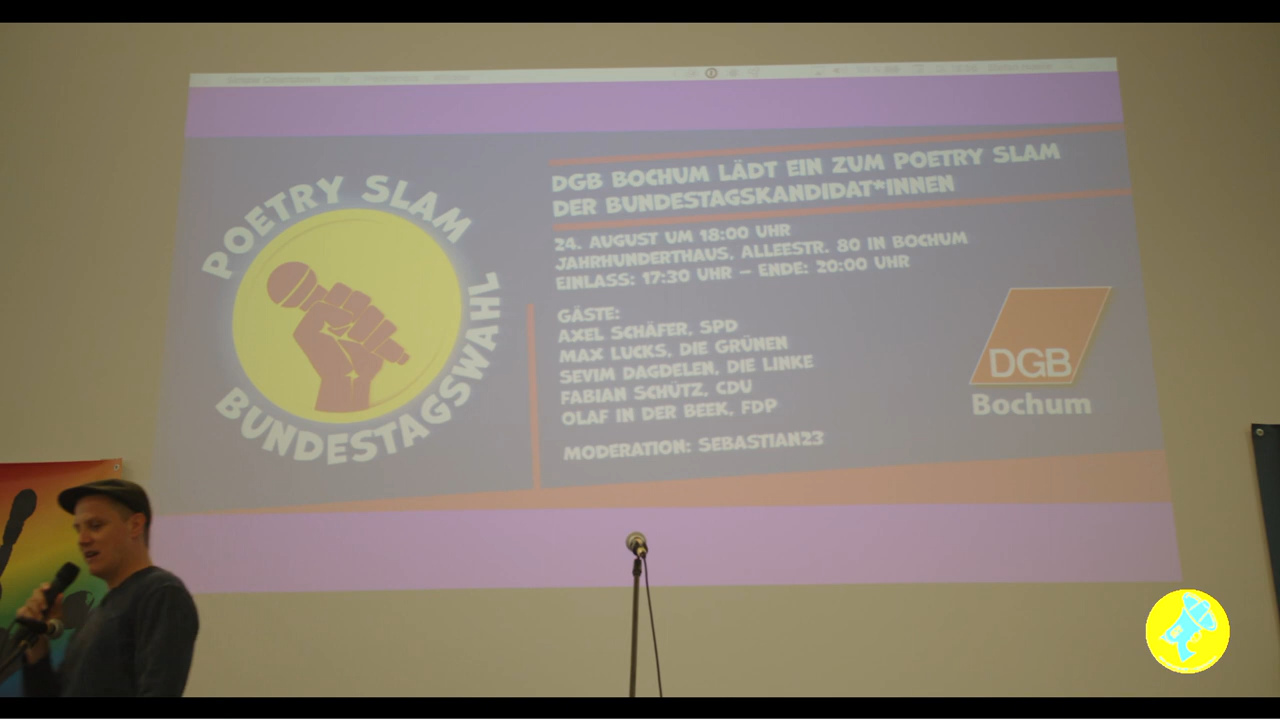 POETRY SLAM
BUNDESTAGSWAHL
DGB BOCHUM LÄDT EIN ZUM POETRY SLAM
DER BUNDESTAGSKANDIDAT*INNEN
24. AUGUST UM 18:00 UHR
JAHRHUNDERTHAUS, ALLEESTR. 80 IN BOCHUM
EINLASS: 17:30 UHR – ENDE: 20:00 UHR
GÄSTE:
AXEL SCHÄFER, SPD
MAX LUCKS, DIE GRÜNEN
SEVIM DAGDELEN, DIE LINKE
FABIAN SCHÜTZ, CDU
OLAF IN DER BEEK, FDP
MODERATION: SEBASTIAN23
DGB
Bochum